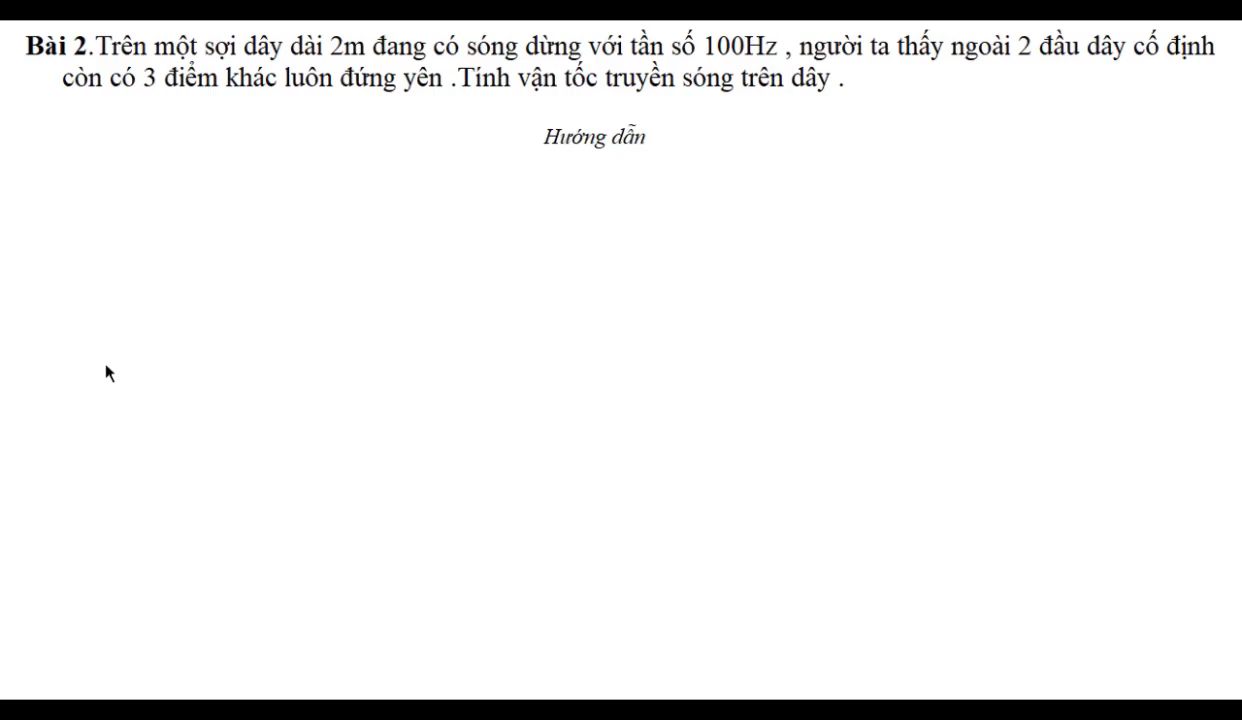 Bài 2.Trên một sợi dây dài 2m đang có sóng dừng với tần số 100Hz , người ta thấy ngoài 2 đầu dây cố định
còn có 3 điểm khác luôn đứng yên .Tính vận tốc truyền sóng trên dây .
Hướng dẫn